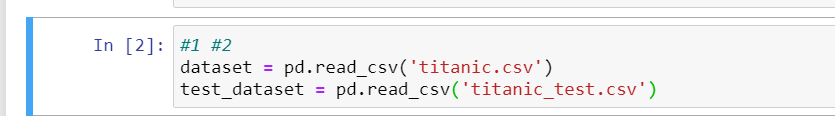 In [2]: #1 #2
dataset = pd.read_csv('titanic.csv')
test_dataset = pd.read_csv('titanic_test.csv')